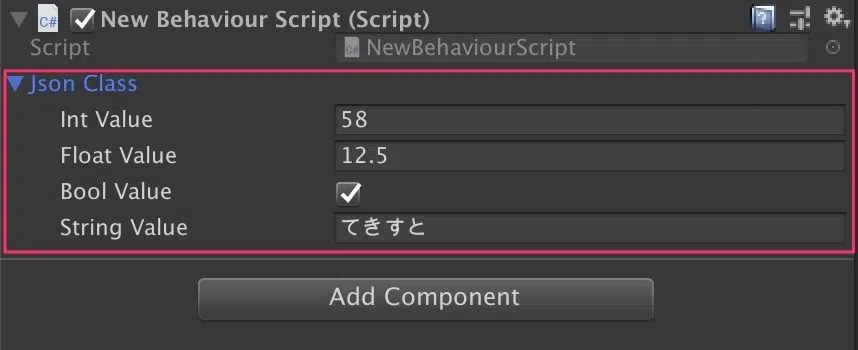 C# New Behaviour Script (Script)
Script C# NewBehaviourScript
Json Class
Int Value 58
Float Value 12.5
Bool Value
String Value てきすと
Add Component